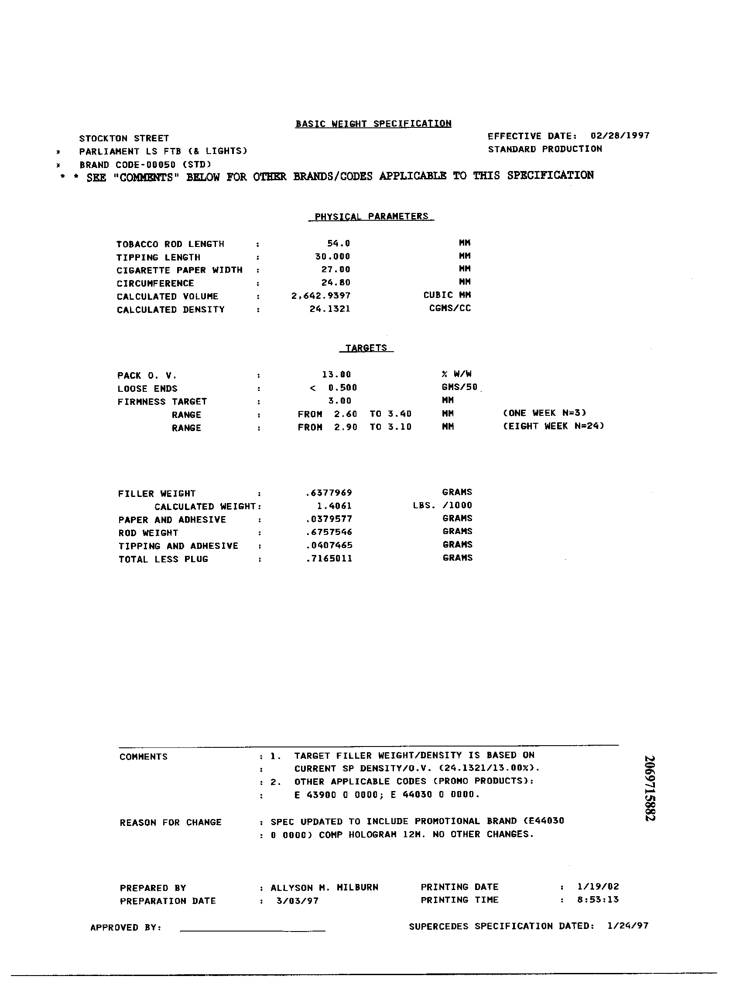 BASIC WEIGHT SPECIFICATION
STOCKTON STREET EFFECTIVE DATE: 02/28/1997
* PARLIAMENT LS FTB (& LIGHTS) STANDARD PRODUCTION
* BRAND CODE-00050 (STD)
* * SEE "COMMENTS" BELOW FOR OTHER BRANDS/CODES APPLICABLE TO THIS SPECIFICATION
PHYSICAL PARAMETERS
TOBACCO ROD LENGTH : 54.0 MM
TIPPING LENGTH : 30.000 MM
CIGARETTE PAPER WIDTH : 27.00 MM
CIRCUMFERENCE : 24.80 MM
CALCULATED VOLUME : 2,642.9397 CUBIC MM
CALCULATED DENSITY : 24.1321 CGMS/CC
TARGETS
PACK O. V. : 13.00 % W/W
LOOSE ENDS : < 0.500 GMS/50
FIRMNESS TARGET : 3.00 MM
RANGE : FROM 2.60 TO 3.40 MM (ONE WEEK N=3)
RANGE : FROM 2.90 TO 3.10 MM (EIGHT WEEK N=24)
FILLER WEIGHT : .6377969 GRAMS
CALCULATED WEIGHT: 1.4061 LBS. /1000
PAPER AND ADHESIVE : .0379577 GRAMS
ROD WEIGHT : .6757546 GRAMS
TIPPING AND ADHESIVE : .0407465 GRAMS
TOTAL LESS PLUG : .7165011 GRAMS
COMMENTS : 1. TARGET FILLER WEIGHT/DENSITY IS BASED ON
: CURRENT SP DENSITY/O.V. (24.1321/13.00%).
: 2. OTHER APPLICABLE CODES (PROMO PRODUCTS):
: E 43900 0 0000; E 44030 0 0000.
REASON FOR CHANGE : SPEC UPDATED TO INCLUDE PROMOTIONAL BRAND (E44030
: 0 0000) COMP HOLOGRAM 12M. NO OTHER CHANGES.
2069715882
PREPARED BY : ALLYSON M. MILBURN PRINTING DATE : 1/19/02
PREPARATION DATE : 3/03/97 PRINTING TIME : 8:53:13
APPROVED BY: SUPERCEDES SPECIFICATION DATED: 1/24/97